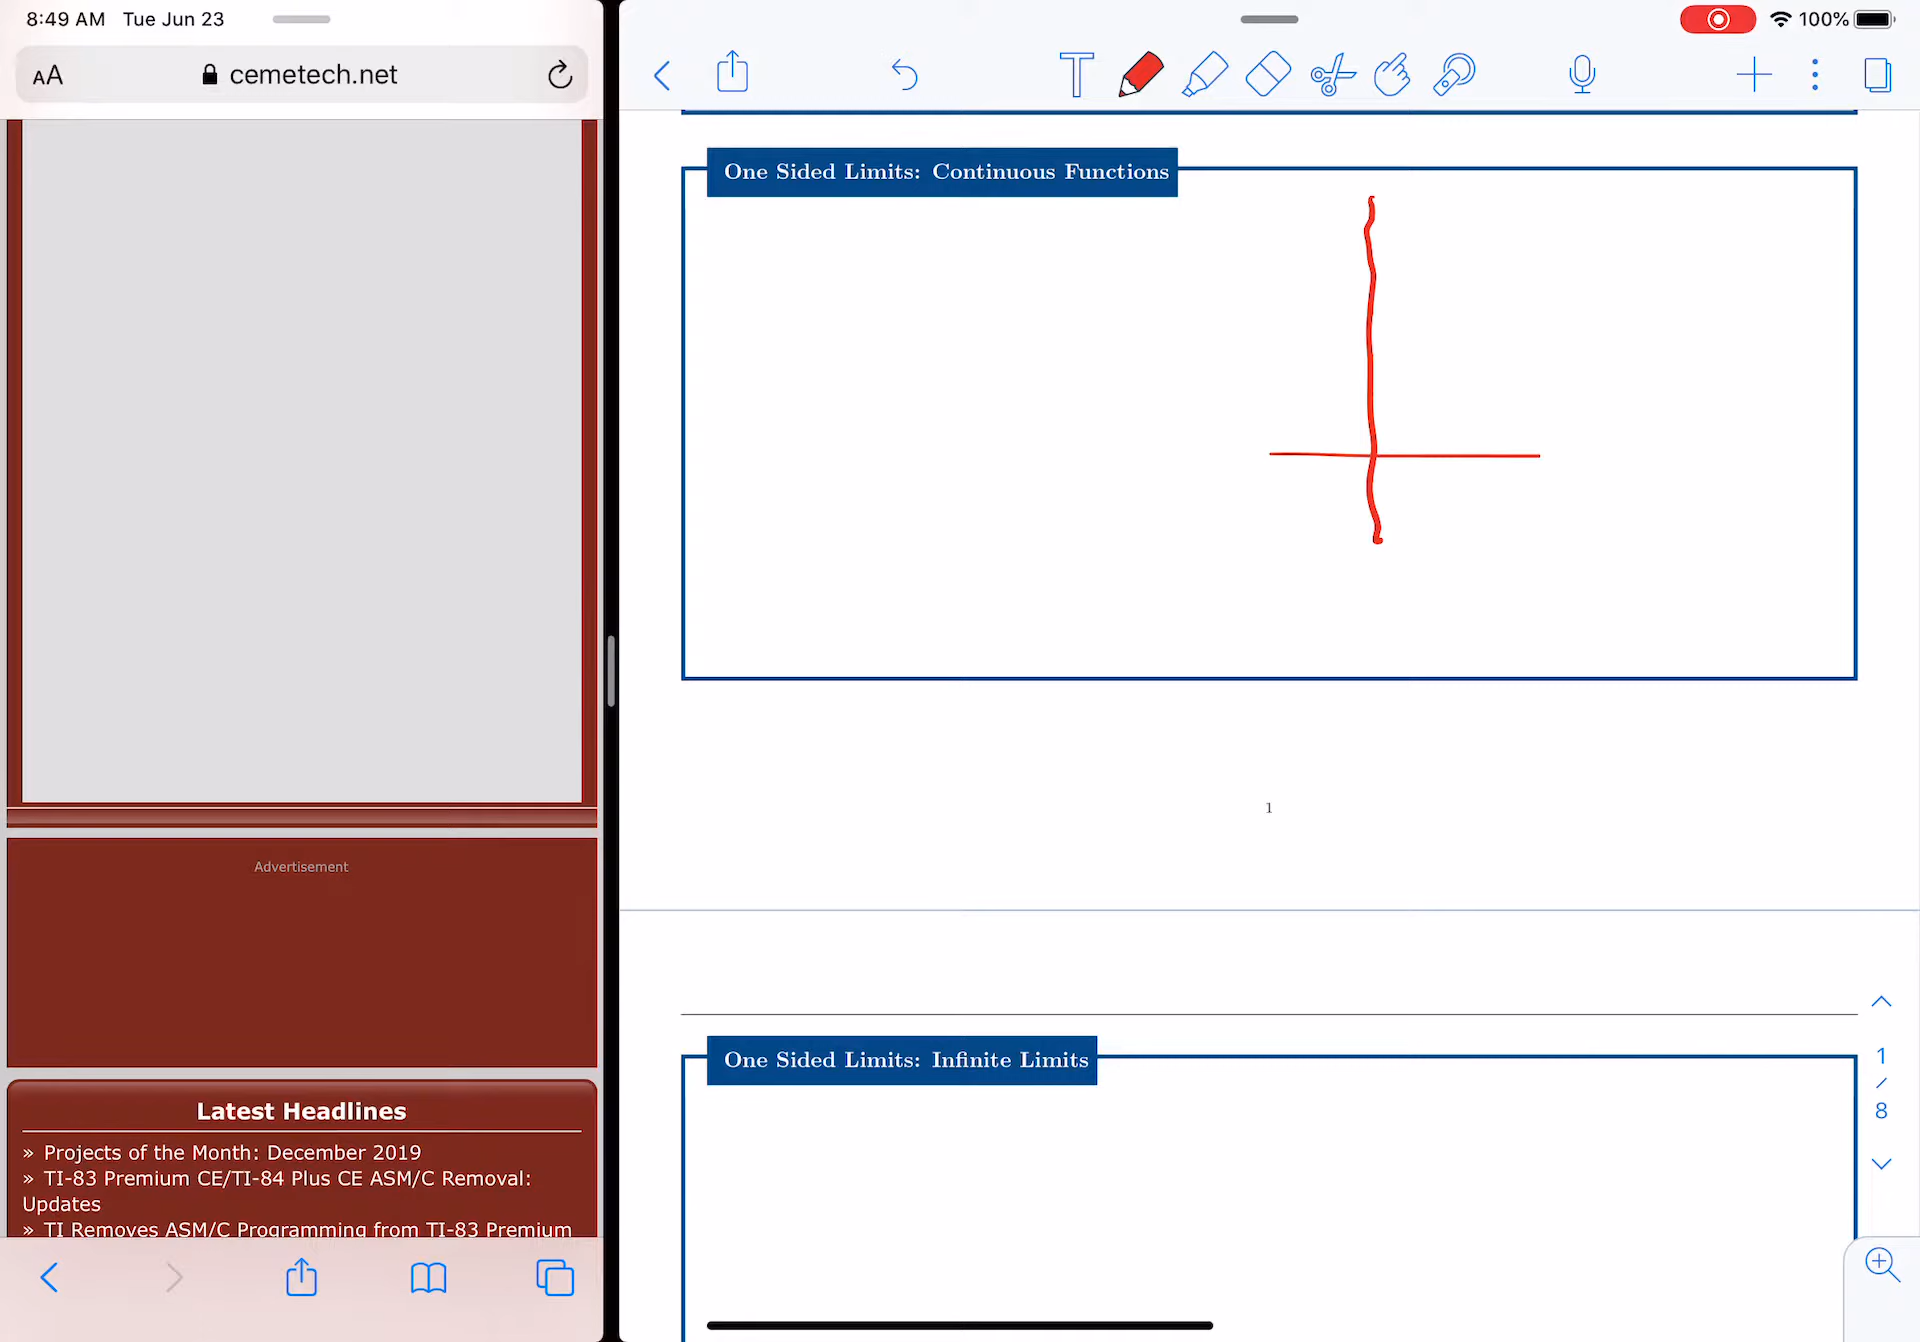 8:49 AM Tue Jun 23
100%
AA cemetech.net
T
One Sided Limits: Continuous Functions
1
Advertisement
One Sided Limits: Infinite Limits
1
/
8
Latest Headlines
» Projects of the Month: December 2019
» TI-83 Premium CE/TI-84 Plus CE ASM/C Removal:
Updates
» TI Removes ASM/C Programming from TI-83 Premium